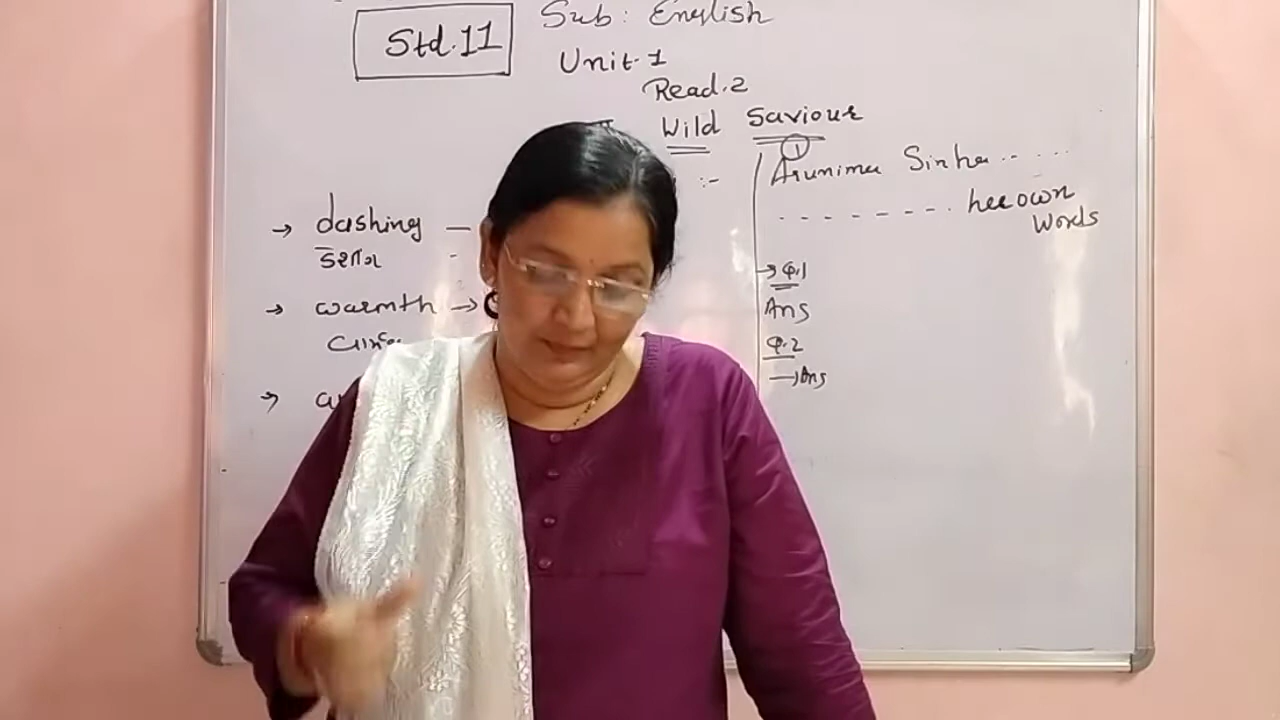 Std.11
Sub: English
Unit-1
Read.2
Wild Saviour
:-
→ dashing —
→ warmth →
①
Arunima Sinha .. ...
- - - - - - - . her own
words
→ Q.1
Ans
Q.2
→ Ans